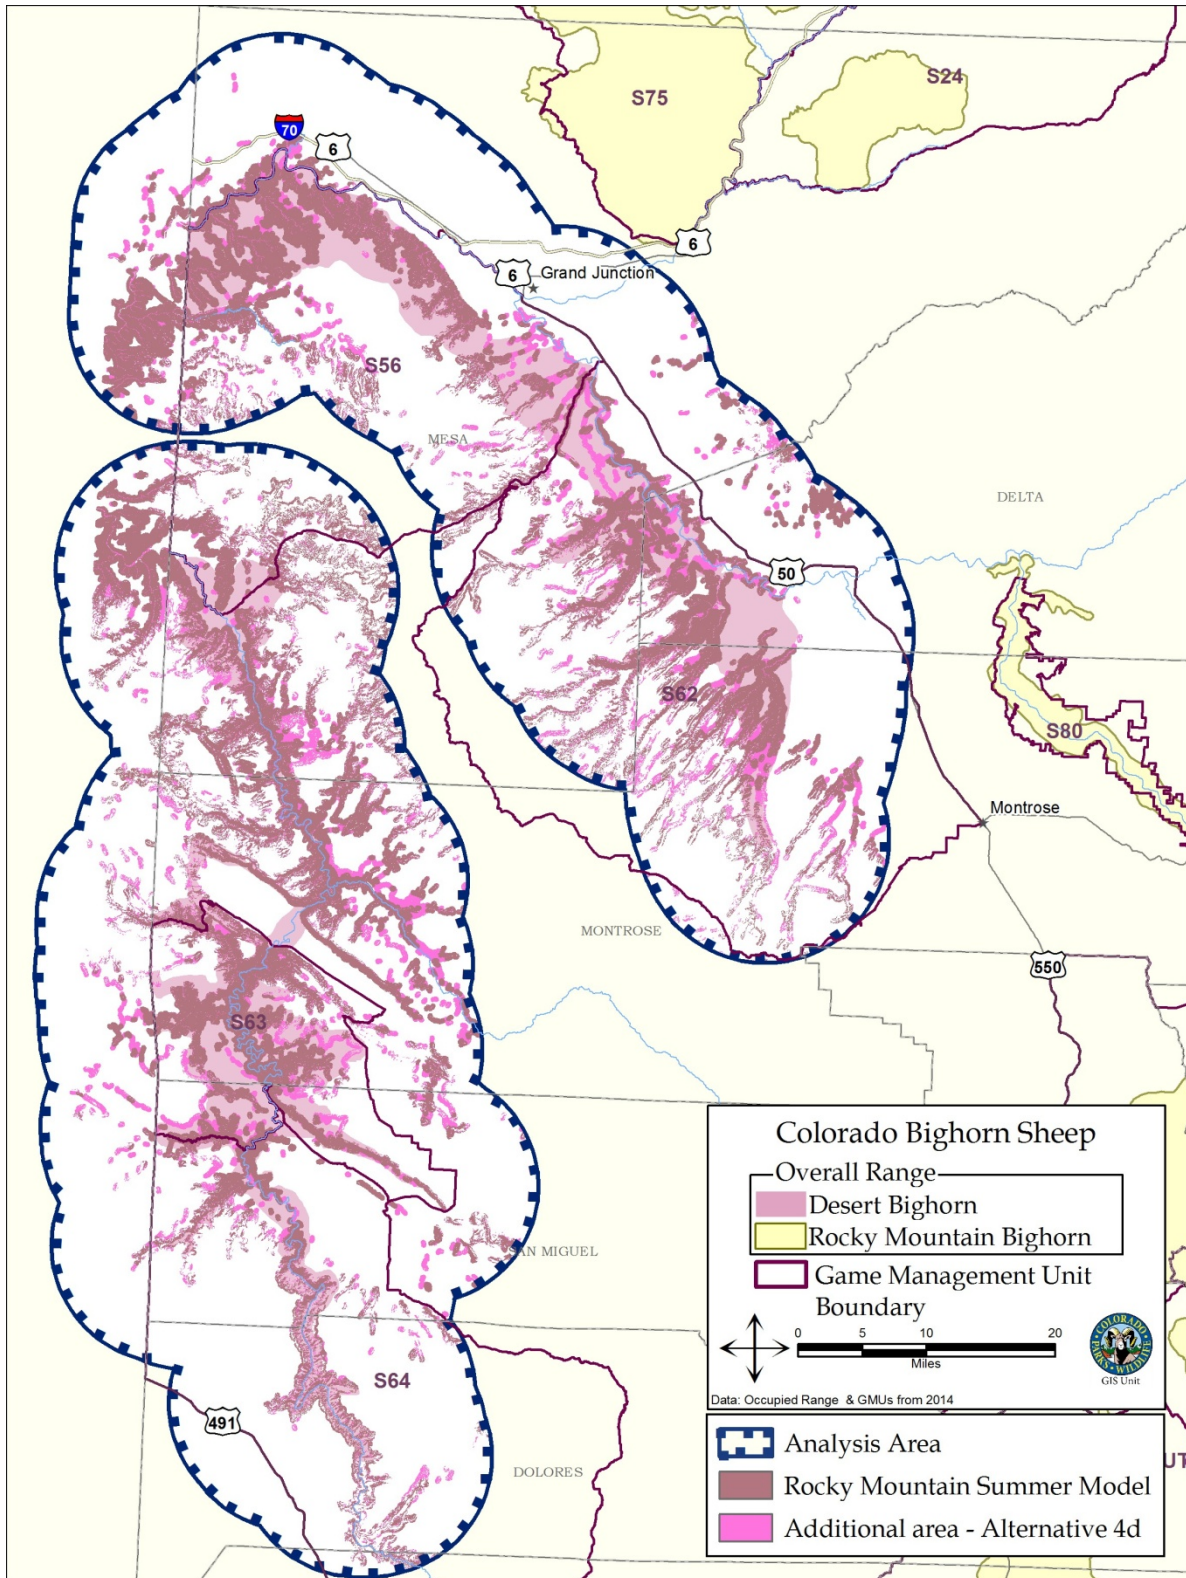 S75
S24
70
6
6
6
Grand Junction
S56
MESA
DELTA
50
S62
S80
Montrose
MONTROSE
550
S63
SAN MIGUEL
S64
491
DOLORES
Colorado Bighorn Sheep
Overall Range
Desert Bighorn
Rocky Mountain Bighorn
Game Management Unit
Boundary
0 5 10 20
Miles
COLORADO
PARKS & WILDLIFE
GIS Unit
Data: Occupied Range & GMUs from 2014
Analysis Area
Rocky Mountain Summer Model
Additional area - Alternative 4d